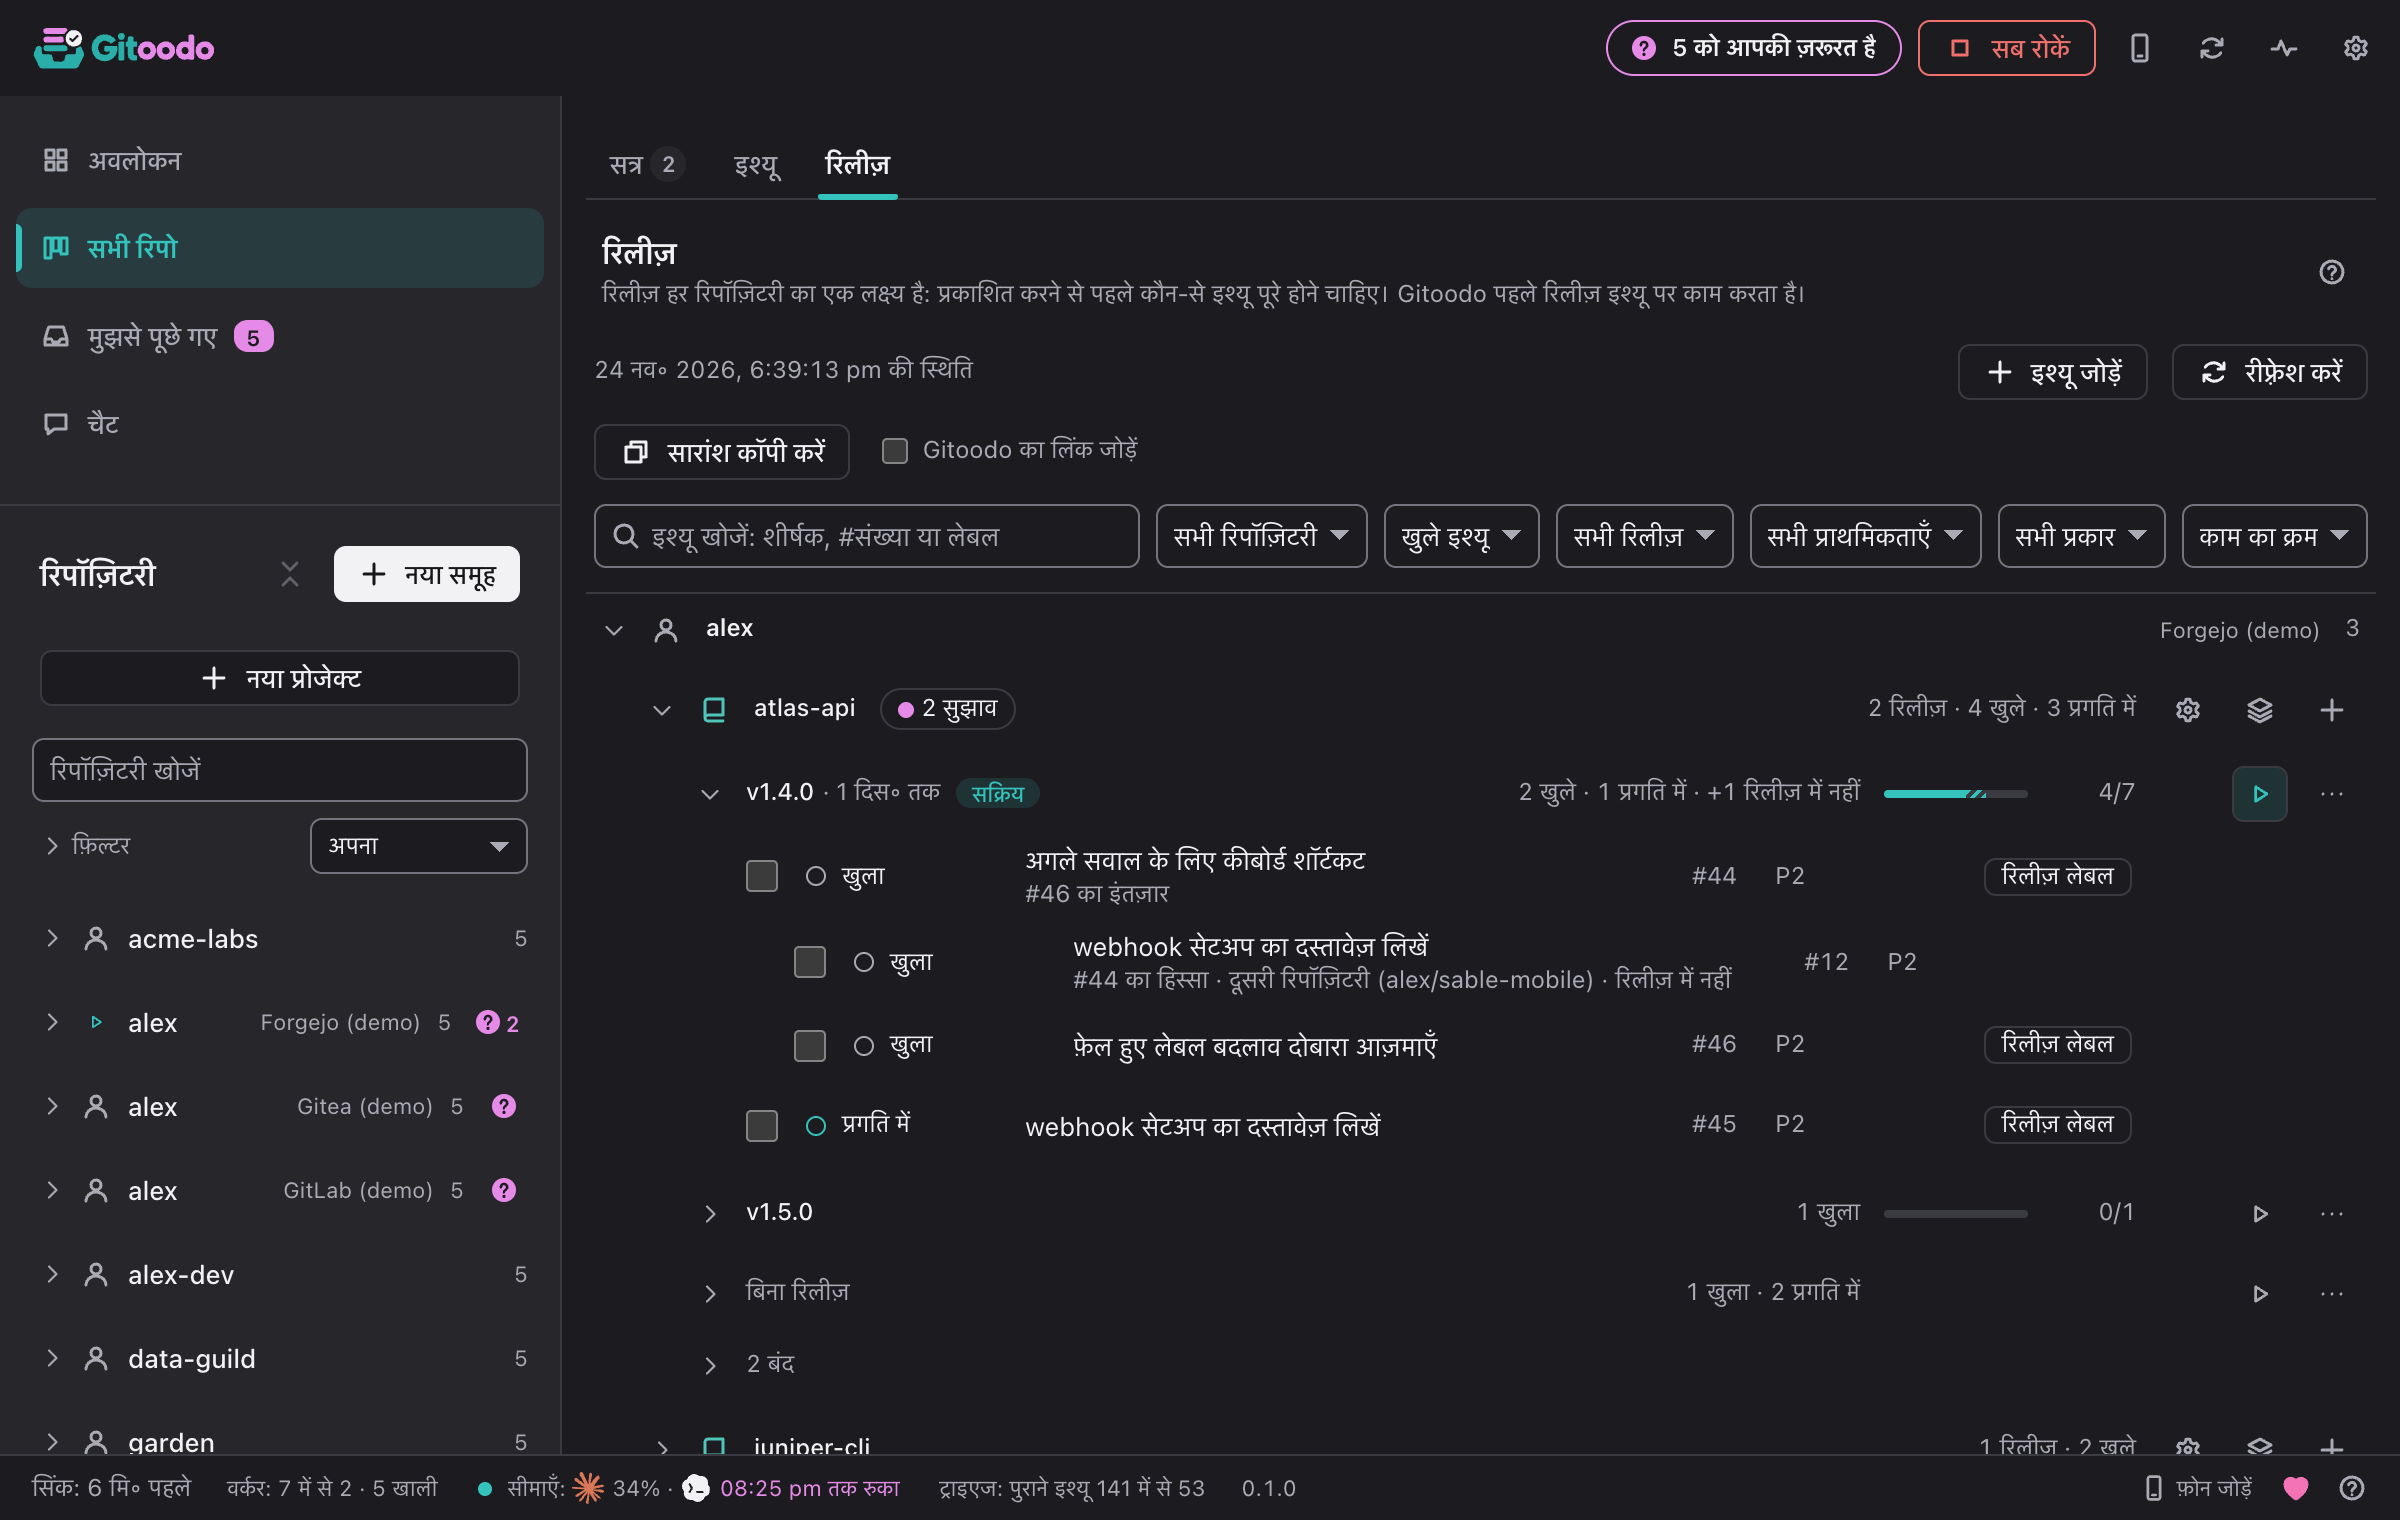 Gitoodo
5 को आपकी ज़रूरत है
सब रोकें
अवलोकन
सभी रिपो
मुझसे पूछे गए 5
चैट
रिपॉज़िटरी
नया समूह
नया प्रोजेक्ट
रिपॉज़िटरी खोजें
फ़िल्टर
अपना
acme-labs 5
alex Forgejo (demo) 5 2
alex Gitea (demo) 5
alex GitLab (demo) 5
alex-dev 5
data-guild 5
garden 5
सत्र 2 इश्यू रिलीज़
रिलीज़
रिलीज़ हर रिपॉज़िटरी का एक लक्ष्य है: प्रकाशित करने से पहले कौन-से इश्यू पूरे होने चाहिए। Gitoodo पहले रिलीज़ इश्यू पर काम करता है।
24 नव॰ 2026, 6:39:13 pm की स्थिति
इश्यू जोड़ें
रीफ़्रेश करें
सारांश कॉपी करें
Gitoodo का लिंक जोड़ें
इश्यू खोजें: शीर्षक, #संख्या या लेबल
सभी रिपॉज़िटरी
खुले इश्यू
सभी रिलीज़
सभी प्राथमिकताएँ
सभी प्रकार
काम का क्रम
alex Forgejo (demo) 3
atlas-api 2 सुझाव 2 रिलीज़ · 4 खुले · 3 प्रगति में
v1.4.0 · 1 दिस॰ तक सक्रिय 2 खुले · 1 प्रगति में · +1 रिलीज़ में नहीं 4/7
खुला अगले सवाल के लिए कीबोर्ड शॉर्टकट #44 P2 रिलीज़ लेबल
#46 का इंतज़ार
खुला webhook सेटअप का दस्तावेज़ लिखें #12 P2
#44 का हिस्सा · दूसरी रिपॉज़िटरी (alex/sable-mobile) · रिलीज़ में नहीं
खुला फ़ेल हुए लेबल बदलाव दोबारा आज़माएँ #46 P2 रिलीज़ लेबल
प्रगति में webhook सेटअप का दस्तावेज़ लिखें #45 P2 रिलीज़ लेबल
v1.5.0 1 खुला 0/1
बिना रिलीज़ 1 खुला · 2 प्रगति में
2 बंद
juniper-cli 1 रिलीज़ · 2 खुले
सिंक: 6 मि॰ पहले
वर्कर: 7 में से 2 · 5 खाली
सीमाएँ: 34% · 08:25 pm तक रुका
ट्राइएज: पुराने इश्यू 141 में से 53
0.1.0
फ़ोन जोड़ें